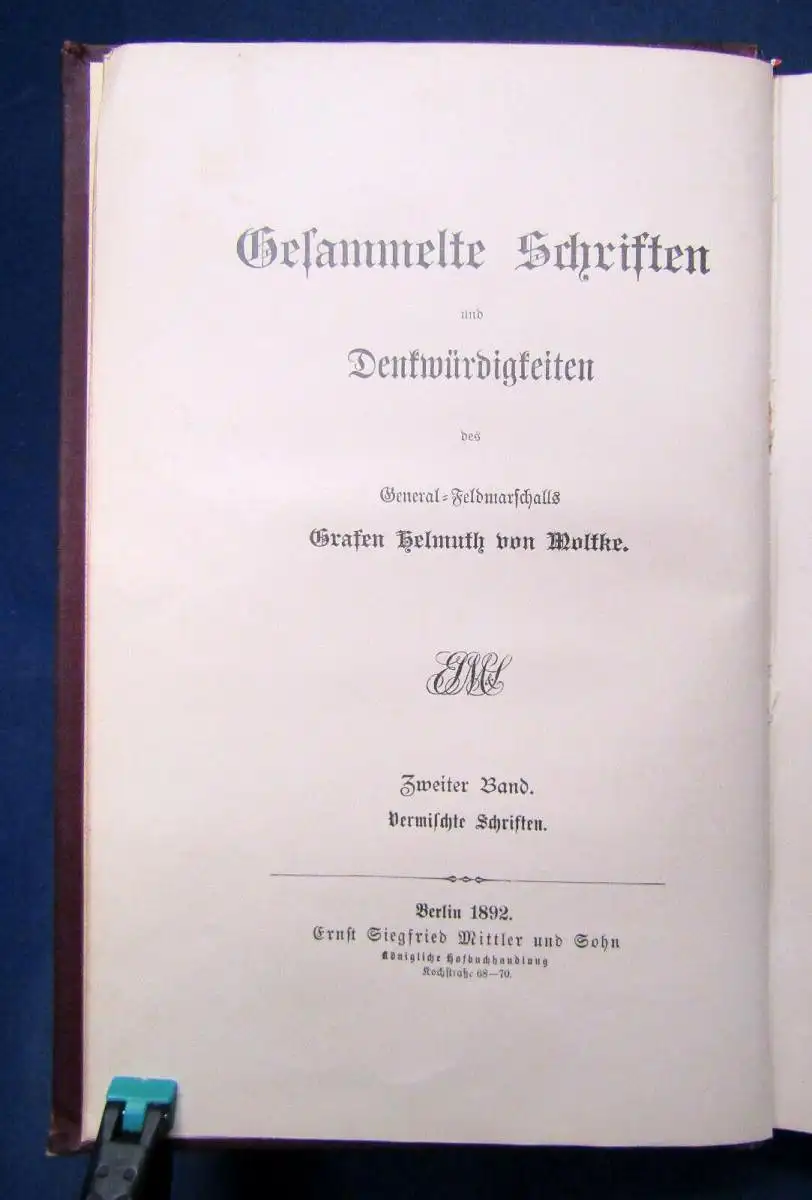 Gesammelte Schriften
und
Denkwürdigkeiten
des
General-Feldmarschalls
Grafen Helmuth von Moltke.
Zweiter Band.
Vermischte Schriften.
Berlin 1892.
Ernst Siegfried Mittler und Sohn
Königliche Hofbuchhandlung
Kochstraße 68—70.